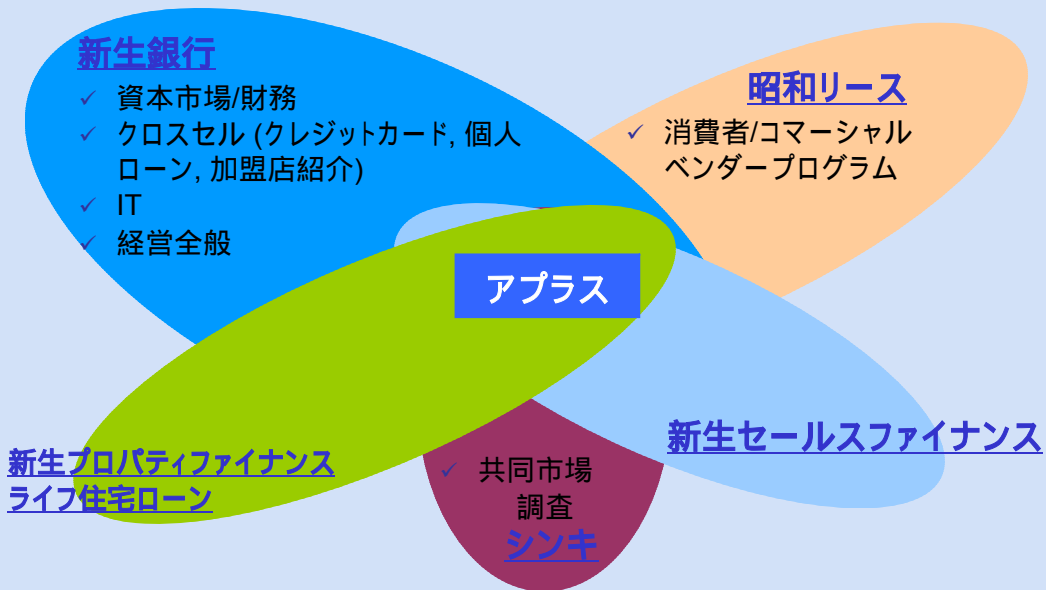 新生銀行
✓ 資本市場/財務
✓ クロスセル (クレジットカード, 個人
ローン, 加盟店紹介)
✓ IT
✓ 経営全般
昭和リース
✓ 消費者/コマーシャル
ベンダープログラム
アプラス
新生セールスファイナンス
新生プロパティファイナンス
ライフ住宅ローン
✓ 共同市場
調査
シンキ